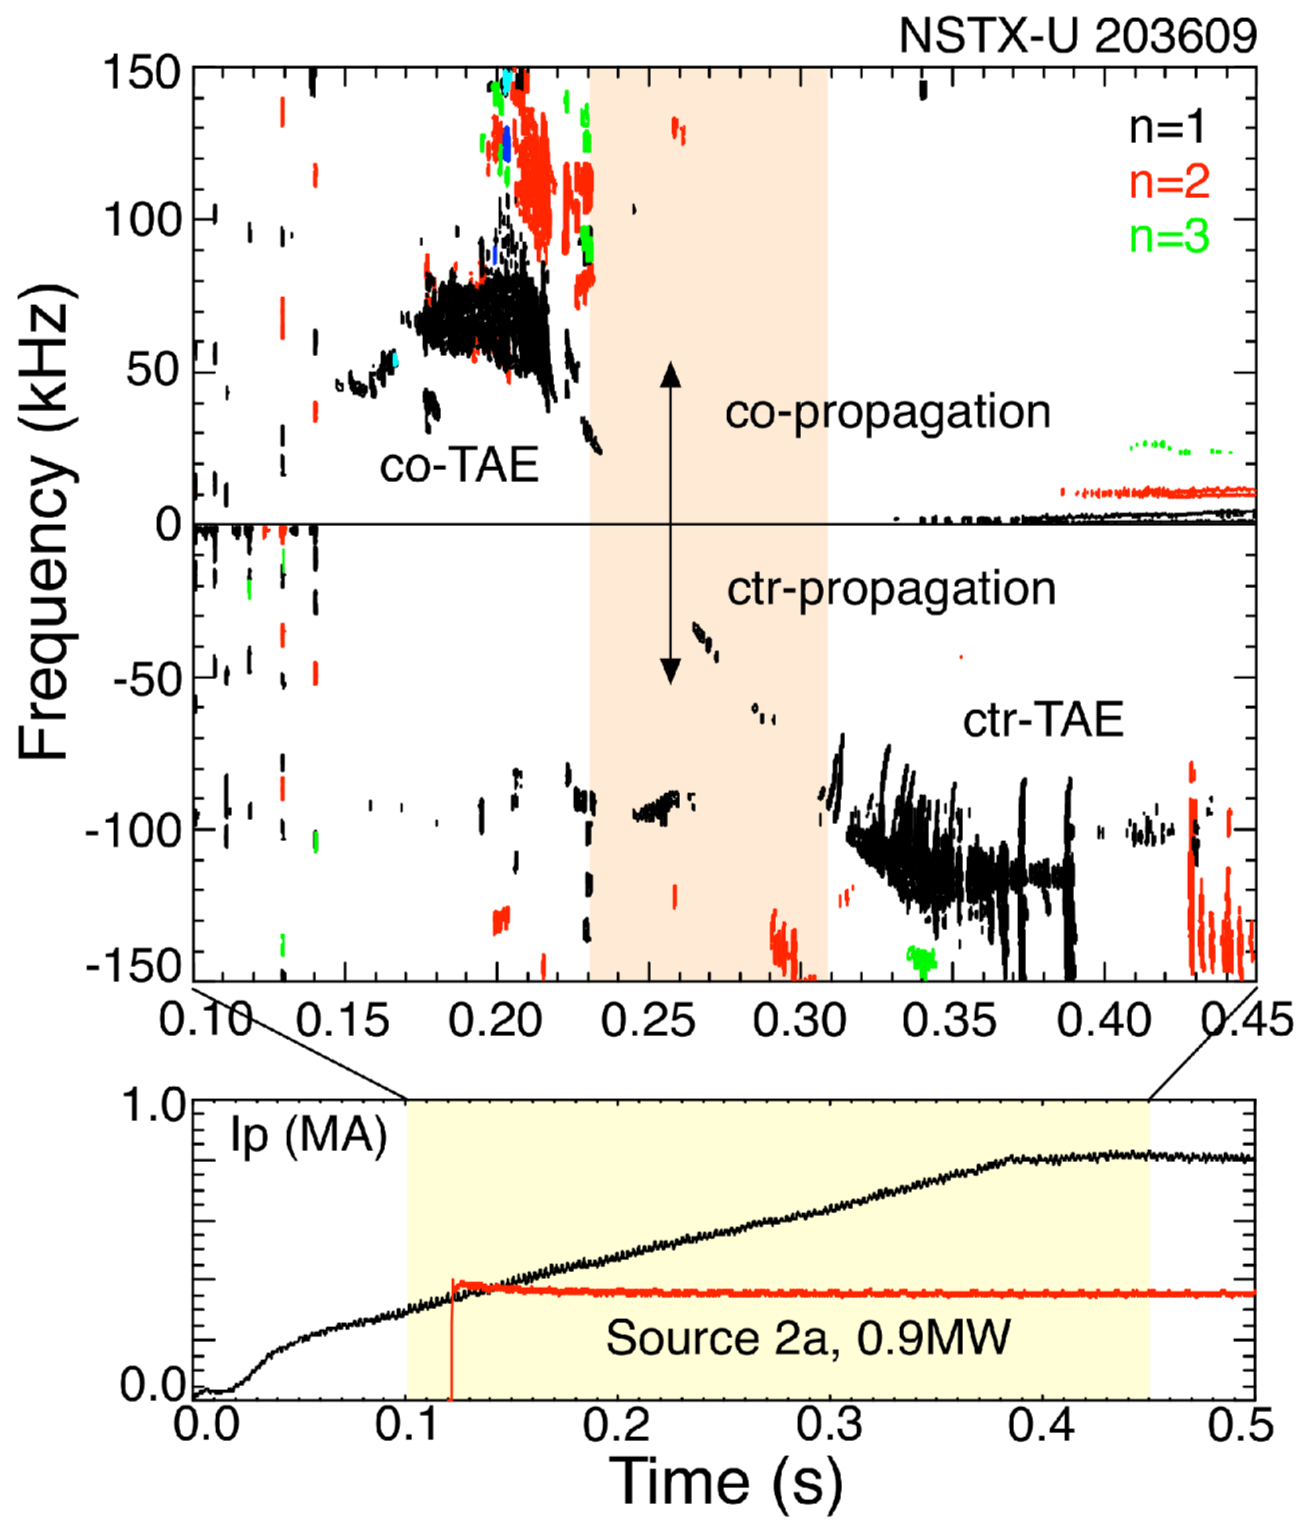 NSTX-U 203609
150
100
50
0
-50
-100
-150
Frequency (kHz)
n=1
n=2
n=3
co-propagation
co-TAE
ctr-propagation
ctr-TAE
0.10 0.15 0.20 0.25 0.30 0.35 0.40 0.45
1.0
0.0
Ip (MA)
Source 2a, 0.9MW
0.0 0.1 0.2 0.3 0.4 0.5
Time (s)